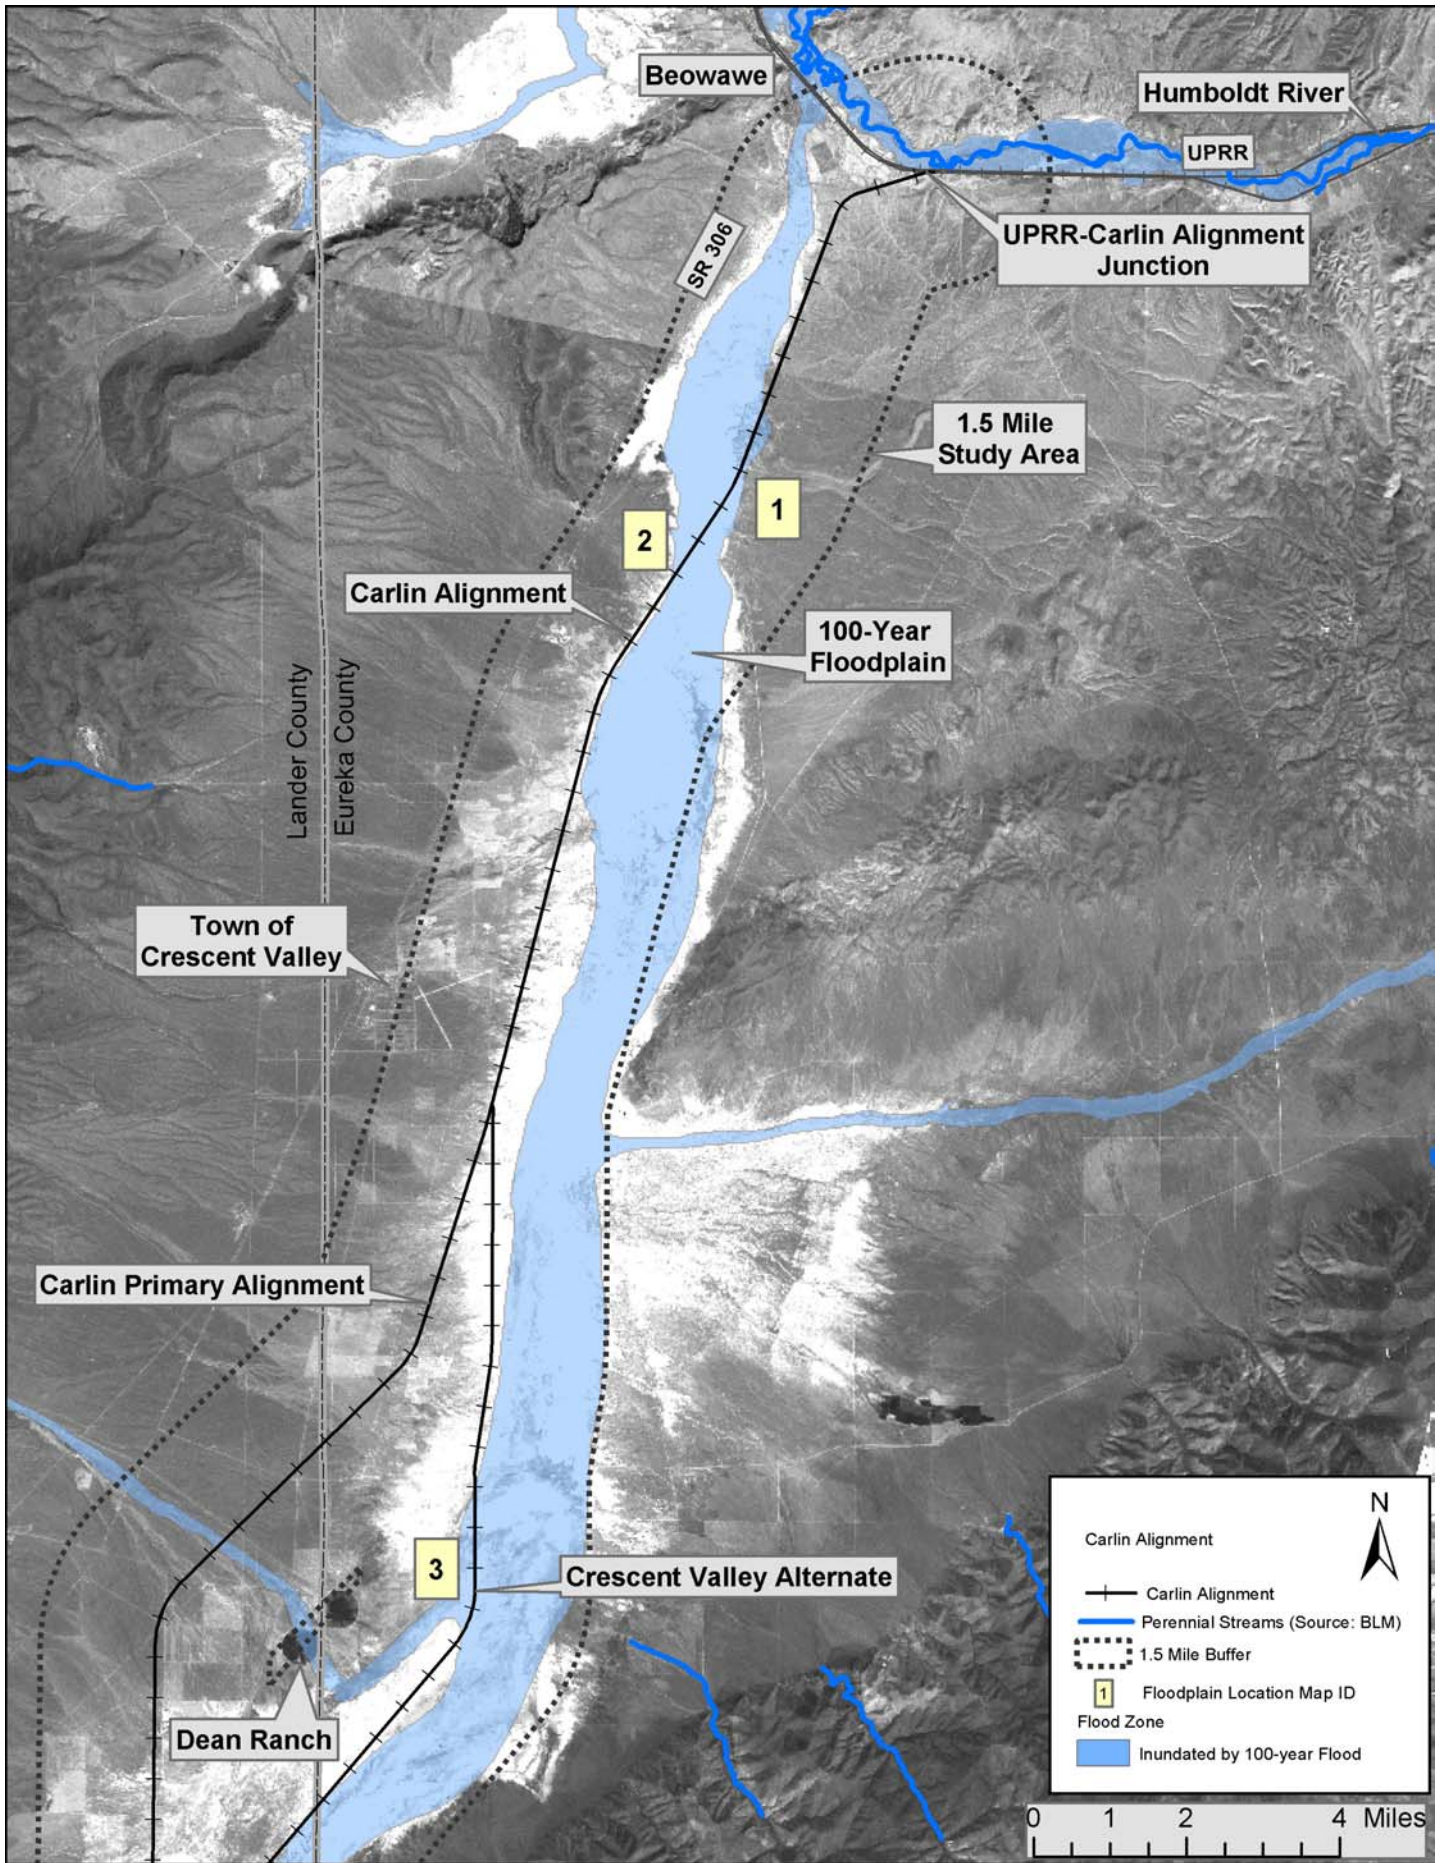 Beowawe
Humboldt River
UPRR
SR 306
UPRR-Carlin Alignment
Junction
1.5 Mile
Study Area
1
2
Carlin Alignment
100-Year
Floodplain
Lander County
Eureka County
Town of
Crescent Valley
Carlin Primary Alignment
3
Crescent Valley Alternate
Dean Ranch
N
Carlin Alignment
Carlin Alignment
Perennial Streams (Source: BLM)
1.5 Mile Buffer
1 Floodplain Location Map ID
Flood Zone
Inundated by 100-year Flood
0 1 2 4 Miles